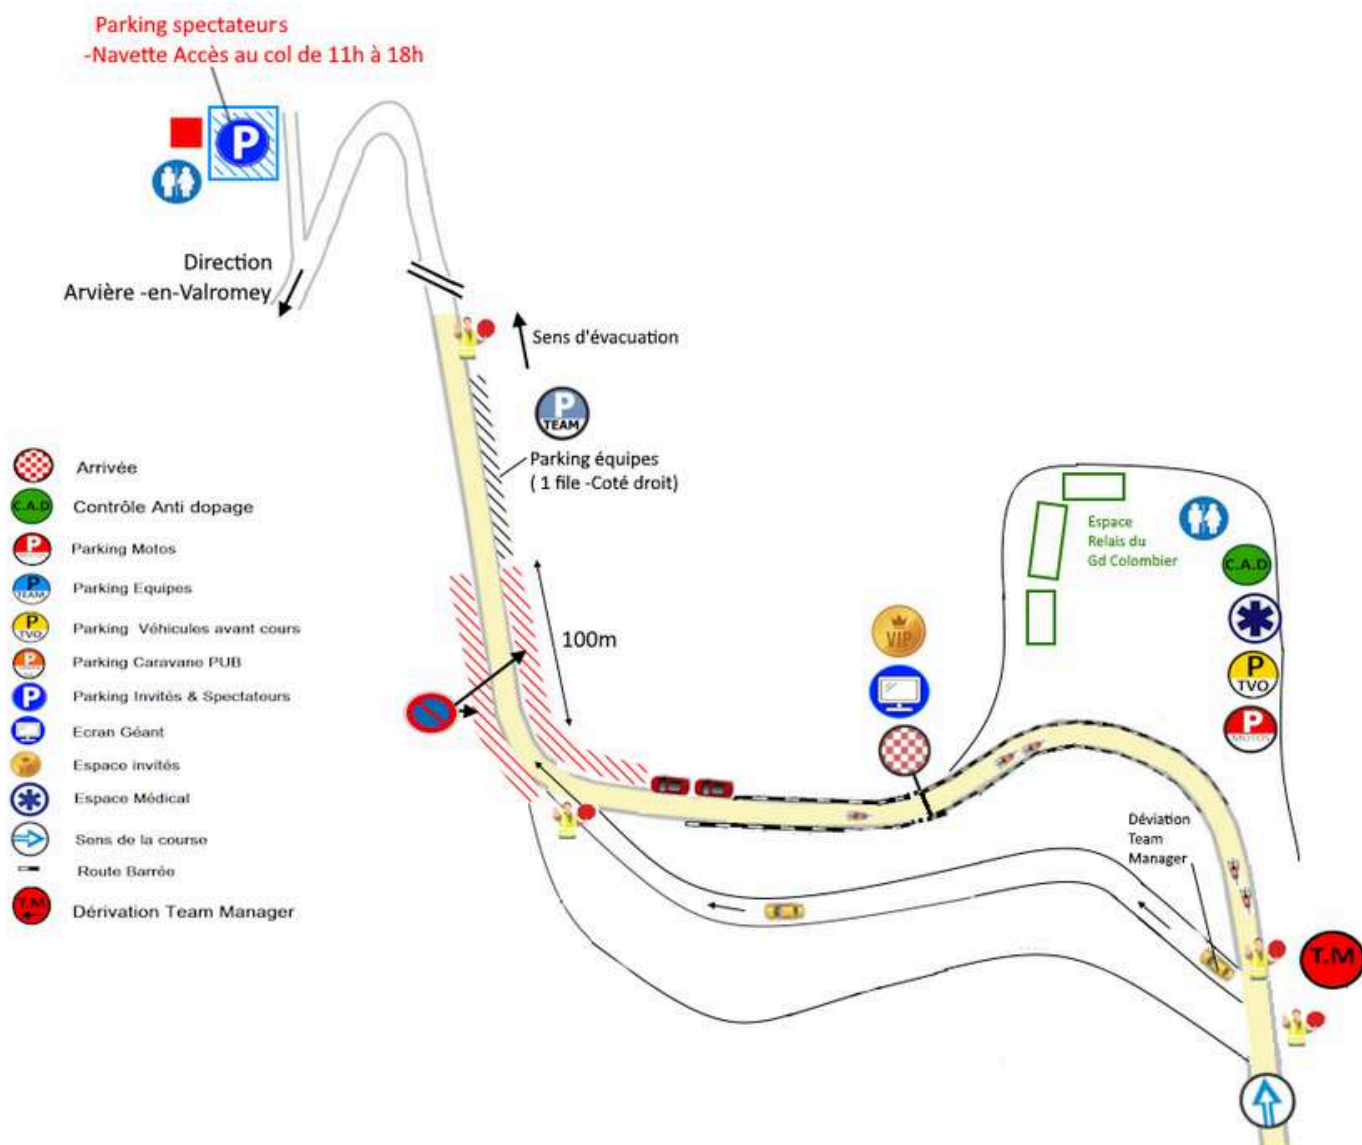 Parking spectateurs
-Navette Accès au col de 11h à 18h
P
Direction
Arvière -en-Valromey
Sens d'évacuation
P
TEAM
Parking équipes
( 1 file -Coté droit)
100m
Espace
Relais du
Gd Colombier
C.A.D
P
TVO
P
MOTOS
VIP
Déviation
Team
Manager
T.M
Arrivée
C.A.D
Contrôle Anti dopage
P
Parking Motos
P
TEAM
Parking Equipes
P
TVO
Parking Véhicules avant cours
P
Parking Caravane PUB
P
Parking Invités & Spectateurs
Ecran Géant
Espace invités
Espace Médical
Sens de la course
Route Barrée
T.M
Dérivation Team Manager